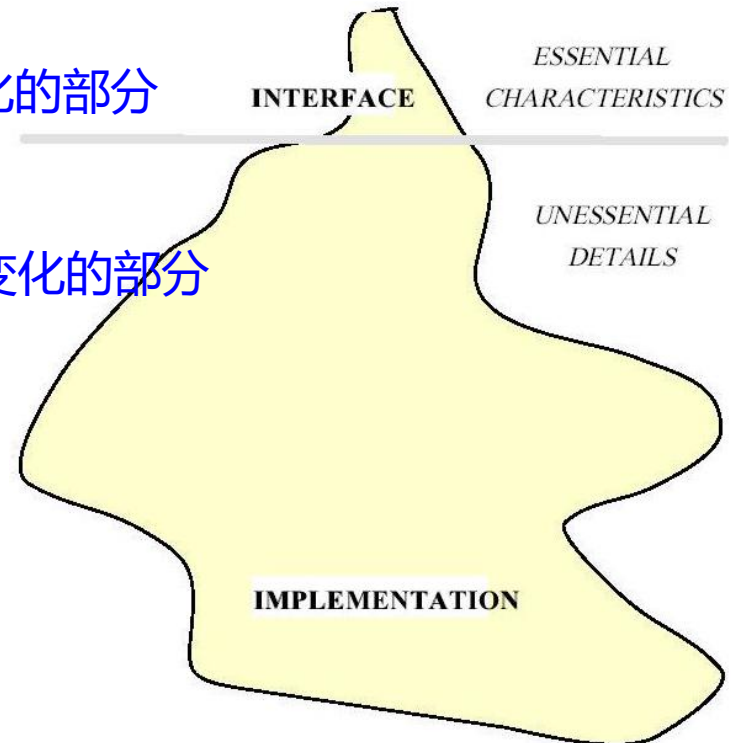 化的部分
INTERFACE
ESSENTIAL
CHARACTERISTICS
变化的部分
UNESSENTIAL
DETAILS
IMPLEMENTATION